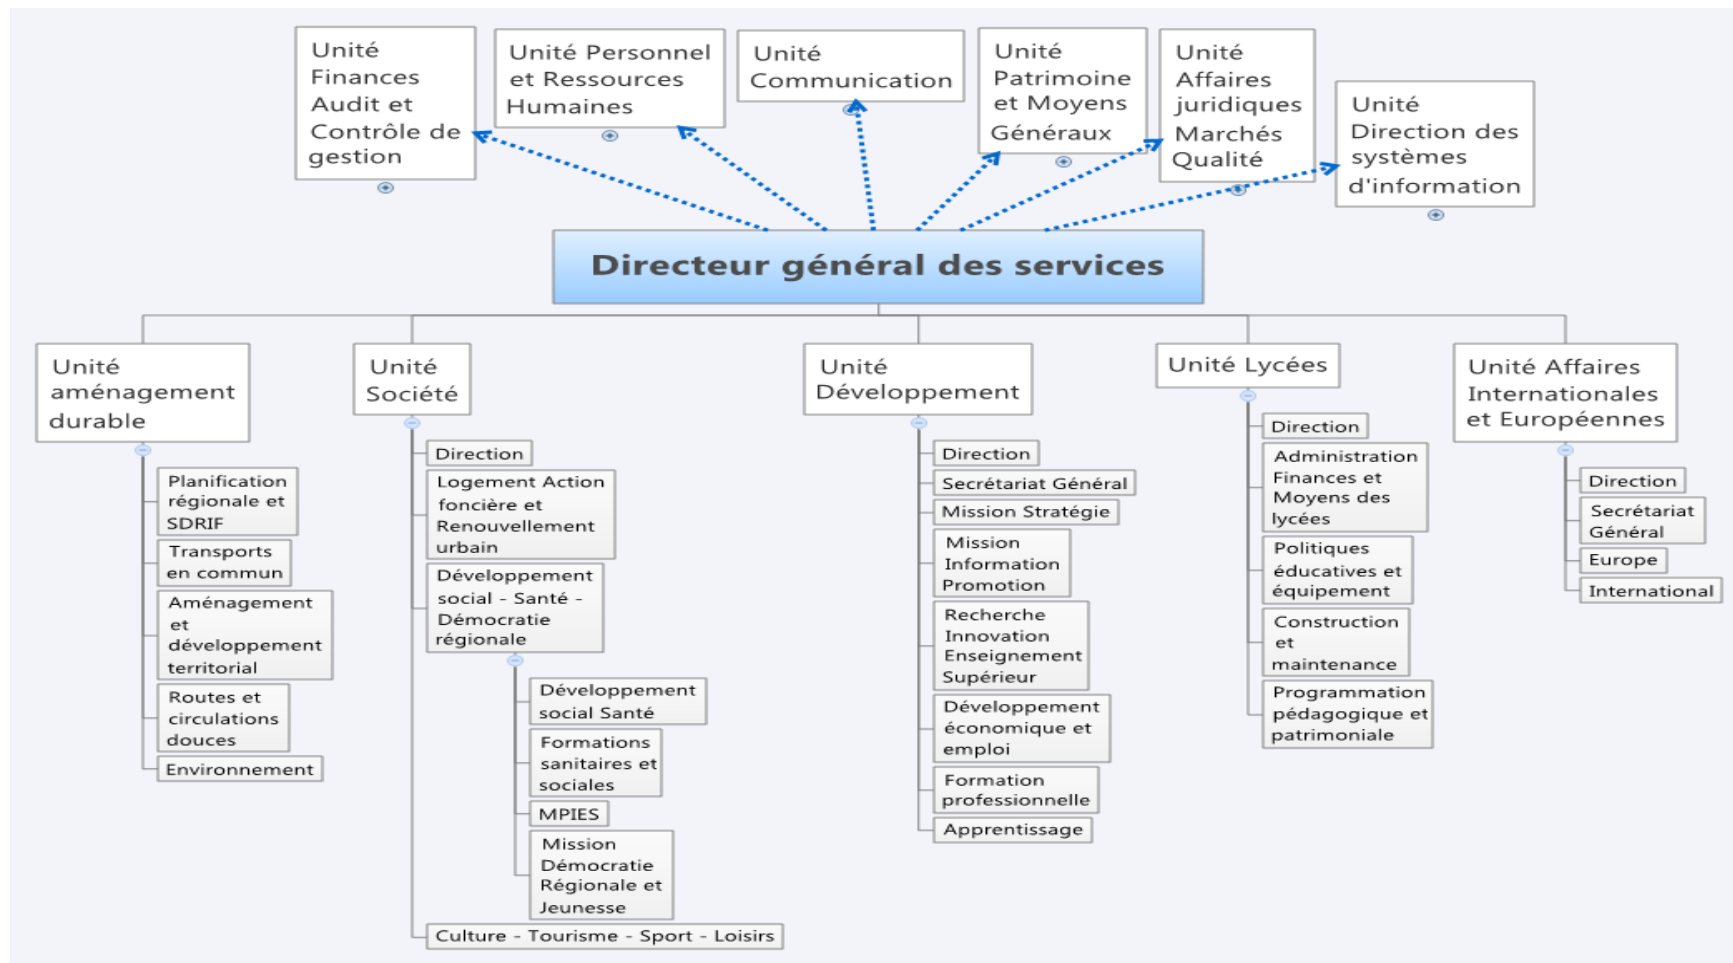 Unité
Finances
Audit et
Contrôle de
gestion
Unité Personnel
et Ressources
Humaines
Unité
Communication
Unité
Patrimoine
et Moyens
Généraux
Unité
Affaires
juridiques
Marchés
Qualité
Unité
Direction des
systèmes
d'information
Directeur général des services
Unité
aménagement
durable
Planification
régionale et
SDRIF
Transports
en commun
Aménagement
et
développement
territorial
Routes et
circulations
douces
Environnement
Unité
Société
Direction
Logement Action
foncière et
Renouvellement
urbain
Développement
social - Santé -
Démocratie
régionale
Développement
social Santé
Formations
sanitaires et
sociales
MPIES
Mission
Démocratie
Régionale et
Jeunesse
Culture - Tourisme - Sport - Loisirs
Unité
Développement
Direction
Secrétariat Général
Mission Stratégie
Mission
Information
Promotion
Recherche
Innovation
Enseignement
Supérieur
Développement
économique et
emploi
Formation
professionnelle
Apprentissage
Unité Lycées
Direction
Administration
Finances et
Moyens des
lycées
Politiques
éducatives et
équipement
Construction
et
maintenance
Programmation
pédagogique et
patrimoniale
Unité Affaires
Internationales
et Européennes
Direction
Secrétariat
Général
Europe
International